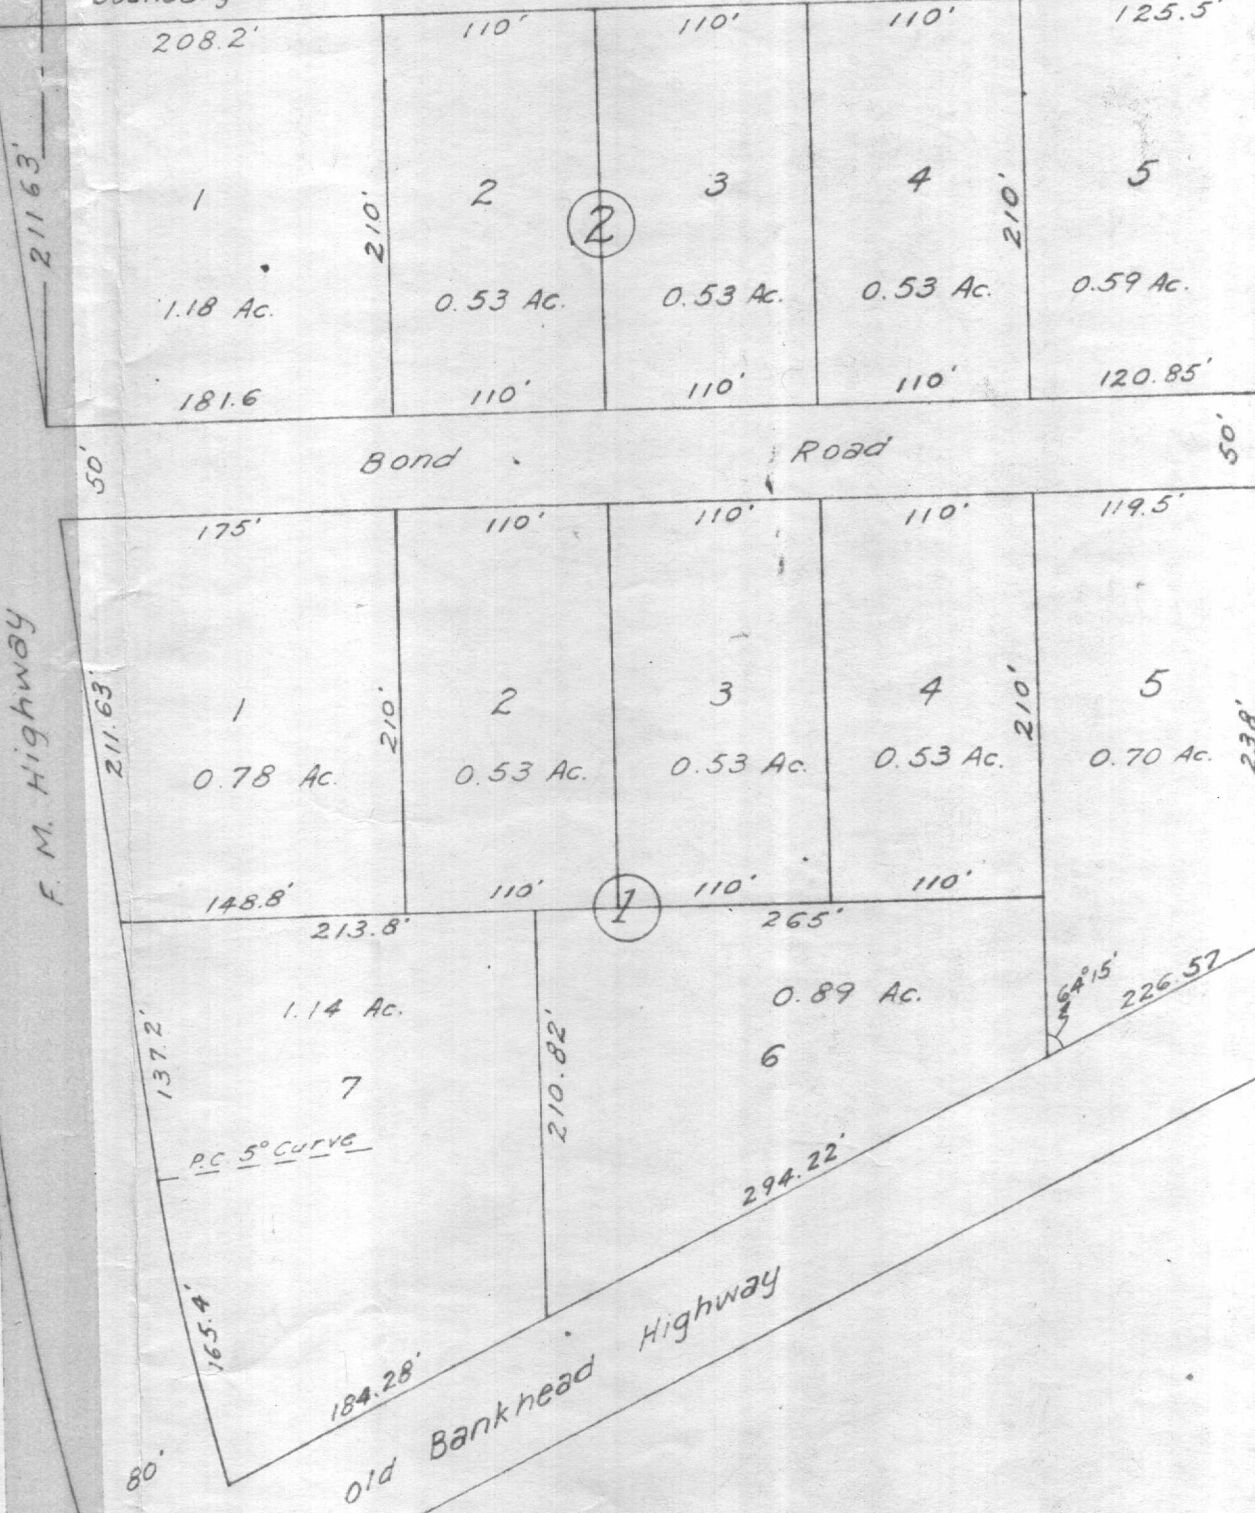 208.2' 110' 110' 110' 125.5'
211 63'
1 2 3 4 5
210' 2 210'
1.18 Ac. 0.53 Ac. 0.53 Ac. 0.53 Ac. 0.59 Ac.
181.6 110' 110' 110' 120.85'
50' Bond Road 50'
175' 110' 110' 110' 119.5'
F. M. Highway
211.63'
1 2 3 4 5
210' 210' 238'
0.78 Ac. 0.53 Ac. 0.53 Ac. 0.53 Ac. 0.70 Ac.
148.8' 110' 110' 110'
1
213.8' 265'
1.14 Ac. 0.89 Ac. 64°15' 226.57
137.2' 7 210.82' 6
P.C. 5° Curve
294.22'
165.4'
184.28'
80'
Old Bankhead Highway